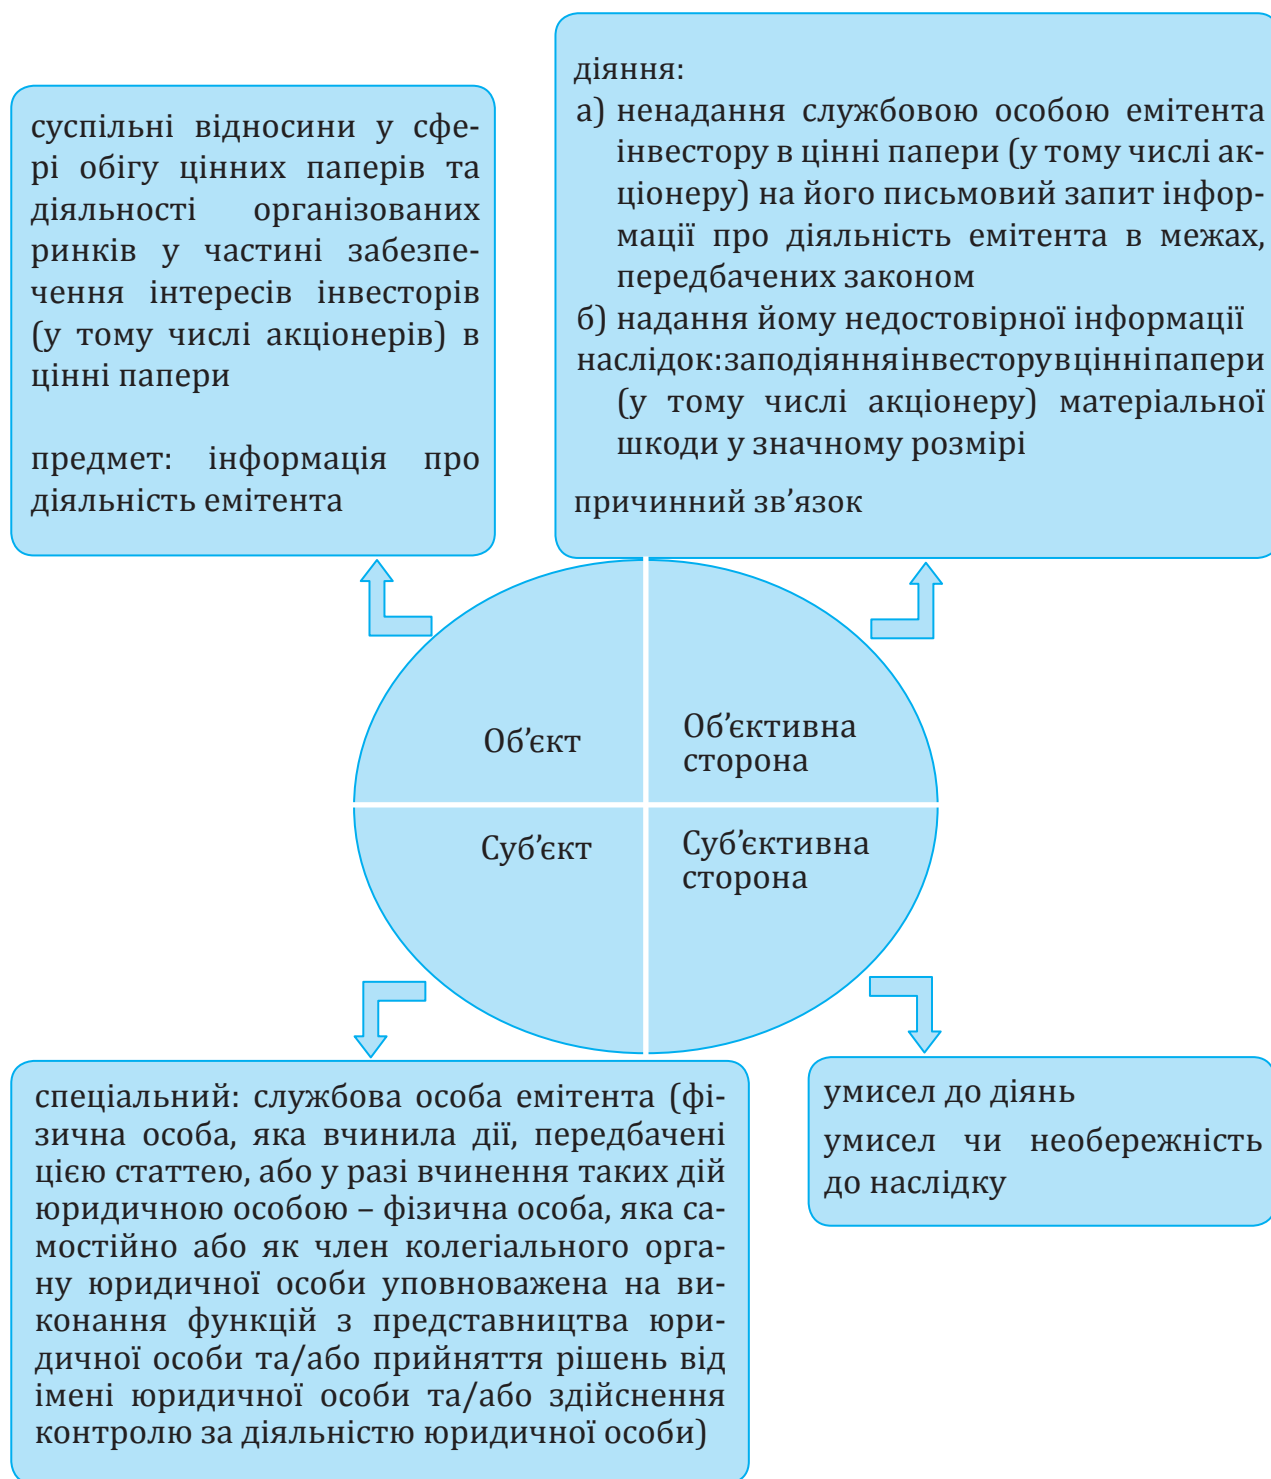 суспільні відносини у сфе-
рі обігу цінних паперів та
діяльності організованих
ринків у частині забезпе-
чення інтересів інвесторів
(у тому числі акціонерів) в
цінні папери
предмет: інформація про
діяльність емітента
діяння:
а) ненадання службовою особою емітента
інвестору в цінні папери (у тому числі ак-
ціонеру) на його письмовий запит інфор-
мації про діяльність емітента в межах,
передбачених законом
б) надання йому недостовірної інформації
наслідок: заподіяння інвестору в цінні папери
(у тому числі акціонеру) матеріальної
шкоди у значному розмірі
причинний зв’язок
Об’єкт
Об’єктивна
сторона
Суб’єкт
Суб’єктивна
сторона
спеціальний: службова особа емітента (фі-
зична особа, яка вчинила дії, передбачені
цією статтею, або у разі вчинення таких дій
юридичною особою – фізична особа, яка са-
мостійно або як член колегіального орга-
ну юридичної особи уповноважена на ви-
конання функцій з представництва юри-
дичної особи та/або прийняття рішень від
імені юридичної особи та/або здійснення
контролю за діяльністю юридичної особи)
умисел до діянь
умисел чи необережність
до наслідку